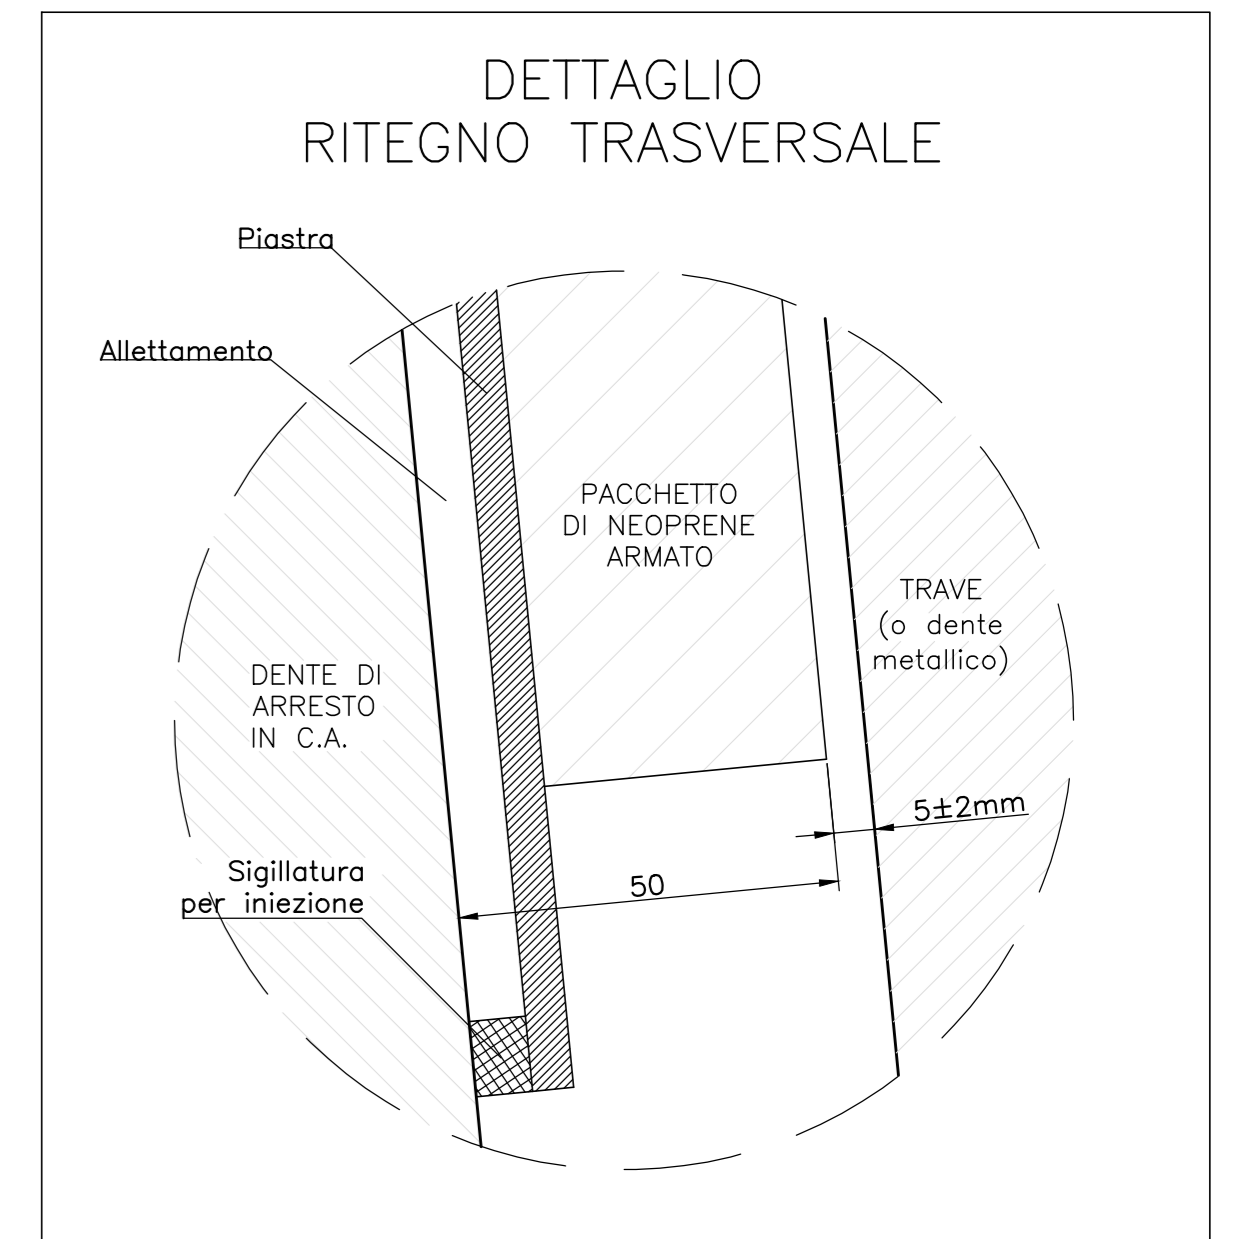 DETTAGLIO
RITEGNO TRASVERSALE
Piastra
Allettamento
PACCHETTO
DI NEOPRENE
ARMATO
TRAVE
(o dente
metallico)
DENTE DI
ARRESTO
IN C.A.
5±2mm
Sigillatura
per iniezione
50